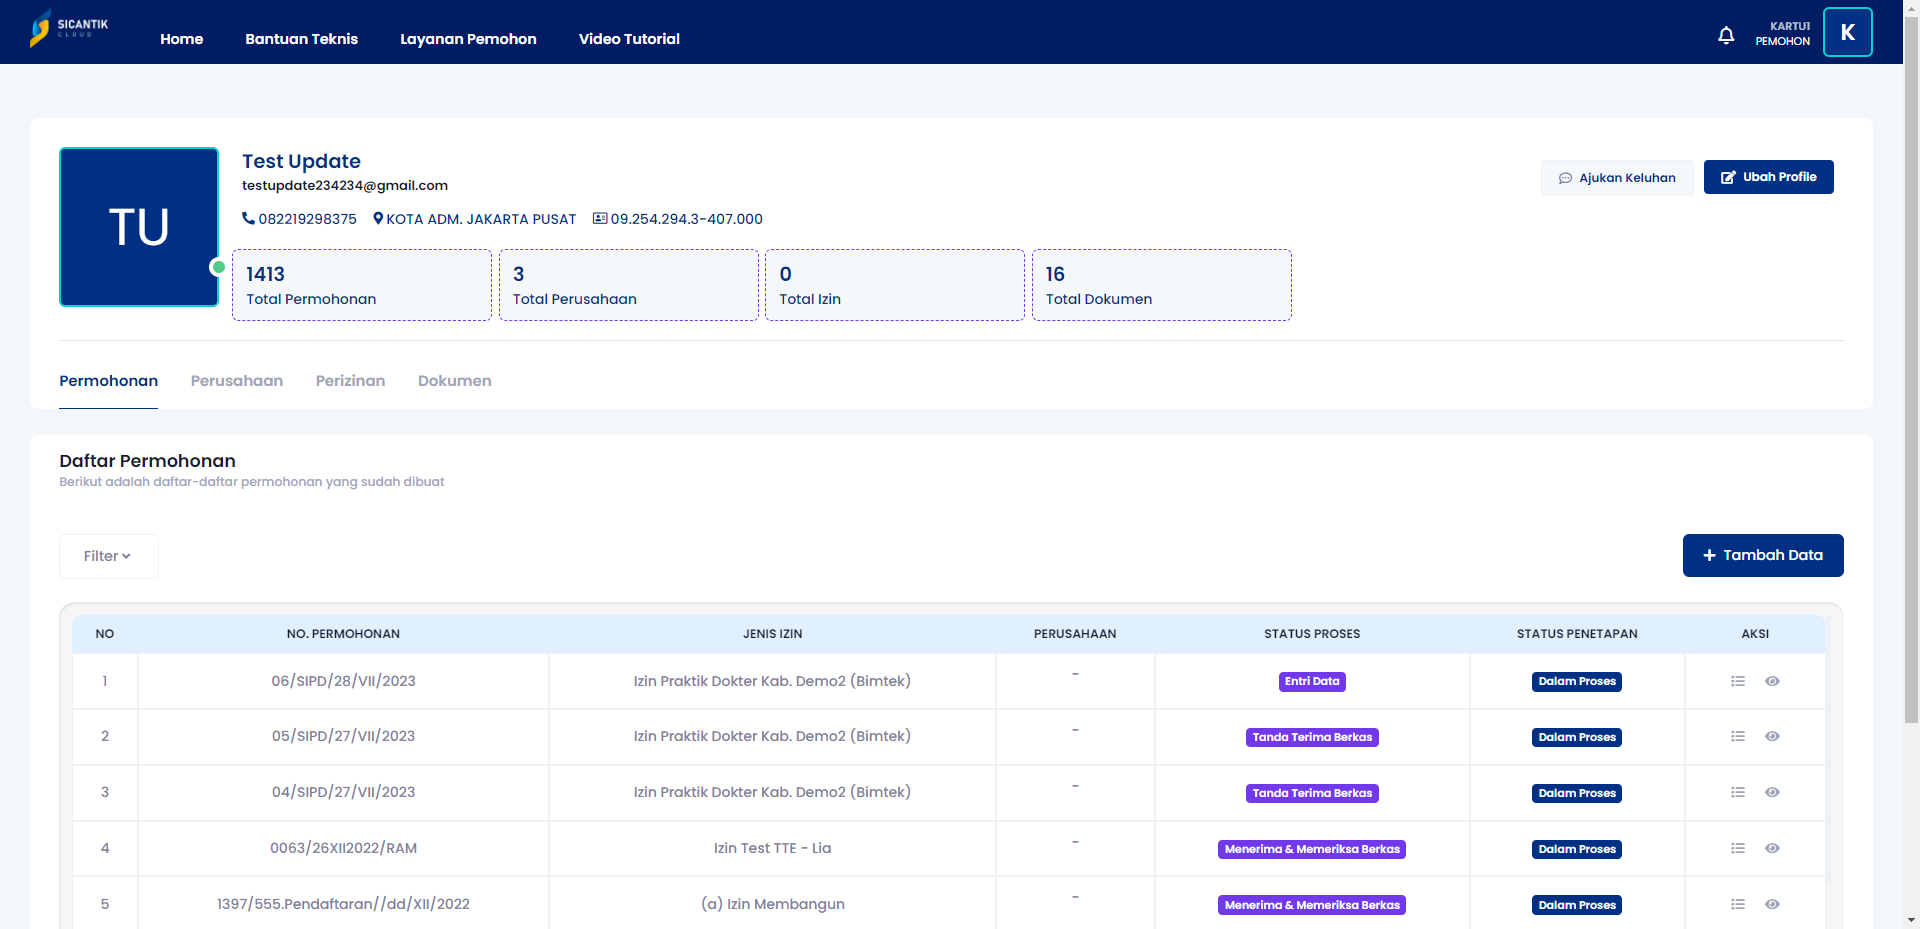 SICANTIK
CLOUD
Home
Bantuan Teknis
Layanan Pemohon
Video Tutorial
KARTU1
PEMOHON
K
TU
Test Update
testupdate234234@gmail.com
082219298375 KOTA ADM. JAKARTA PUSAT 09.254.294.3-407.000
Ajukan Keluhan
Ubah Profile
1413
Total Permohonan
3
Total Perusahaan
0
Total Izin
16
Total Dokumen
Permohonan
Perusahaan
Perizinan
Dokumen
Daftar Permohonan
Berikut adalah daftar-daftar permohonan yang sudah dibuat
Filter
+ Tambah Data
NO NO. PERMOHONAN JENIS IZIN PERUSAHAAN STATUS PROSES STATUS PENETAPAN AKSI
1 06/SIPD/28/VII/2023 Izin Praktik Dokter Kab. Demo2 (Bimtek) - Entri Data Dalam Proses
2 05/SIPD/27/VII/2023 Izin Praktik Dokter Kab. Demo2 (Bimtek) - Tanda Terima Berkas Dalam Proses
3 04/SIPD/27/VII/2023 Izin Praktik Dokter Kab. Demo2 (Bimtek) - Tanda Terima Berkas Dalam Proses
4 0063/26XII2022/RAM Izin Test TTE - Lia - Menerima & Memeriksa Berkas Dalam Proses
5 1397/555.Pendaftaran//dd/XII/2022 (a) Izin Membangun - Menerima & Memeriksa Berkas Dalam Proses